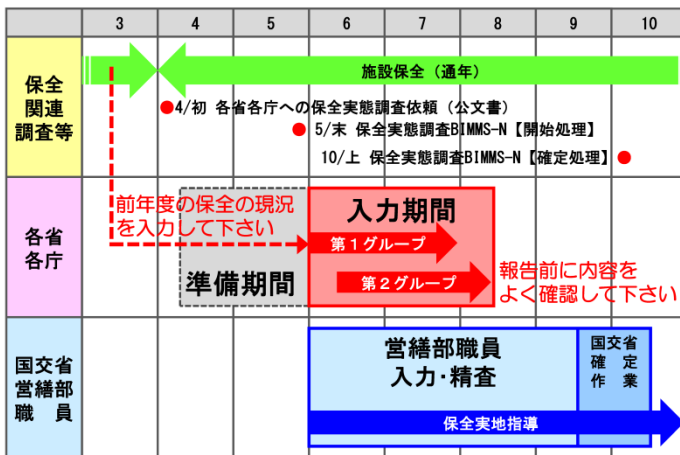 3 4 5 6 7 8 9 10
保全
関連
調査等
施設保全（通年）
●4/初 各省各庁への保全実態調査依頼（公文書）
● 5/末 保全実態調査BIMMS-N【開始処理】
10/上 保全実態調査BIMMS-N【確定処理】●
各省
各庁
前年度の保全の現況
を入力して下さい
準備期間
入力期間
第１グループ
第２グループ
報告前に内容を
よく確認して下さい
国交省
営繕部
職　員
営繕部職員
入力・精査
国交省
確　定
作　業
保全実地指導